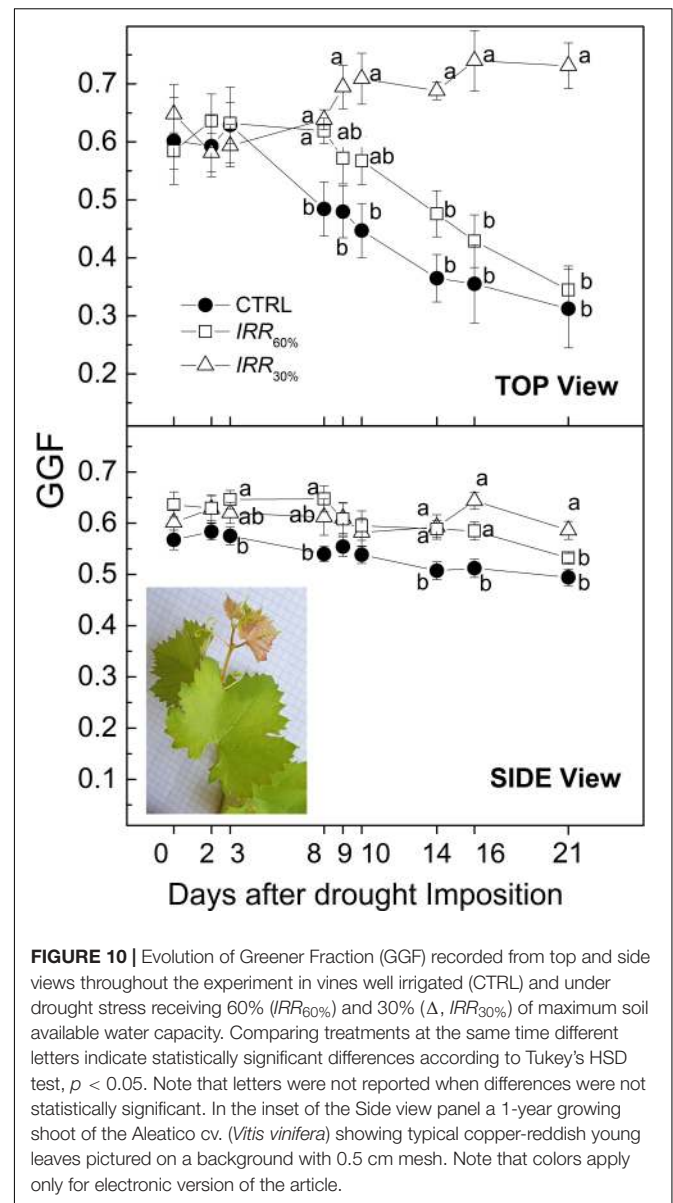 0.7
0.6
0.5
0.4
0.3
0.2
a
a
a
a
a
a
a
ab
ab
b
b
b
b
b
b
b
b
b
CTRL
IRR60%
IRR30%
TOP View
GGF
0.7
0.6
0.5
0.4
0.3
0.2
0.1
a
ab
b
a
ab
b
a
a
b
a
a
b
a
b
b
SIDE View
0 2 3 8 9 10 14 16 21
Days after drought Imposition
FIGURE 10 | Evolution of Greener Fraction (GGF) recorded from top and side
views throughout the experiment in vines well irrigated (CTRL) and under
drought stress receiving 60% (IRR60%) and 30% (Δ, IRR30%) of maximum soil
available water capacity. Comparing treatments at the same time different
letters indicate statistically significant differences according to Tukey's HSD
test, p < 0.05. Note that letters were not reported when differences were not
statistically significant. In the inset of the Side view panel a 1-year growing
shoot of the Aleatico cv. (Vitis vinifera) showing typical copper-reddish young
leaves pictured on a background with 0.5 cm mesh. Note that colors apply
only for electronic version of the article.